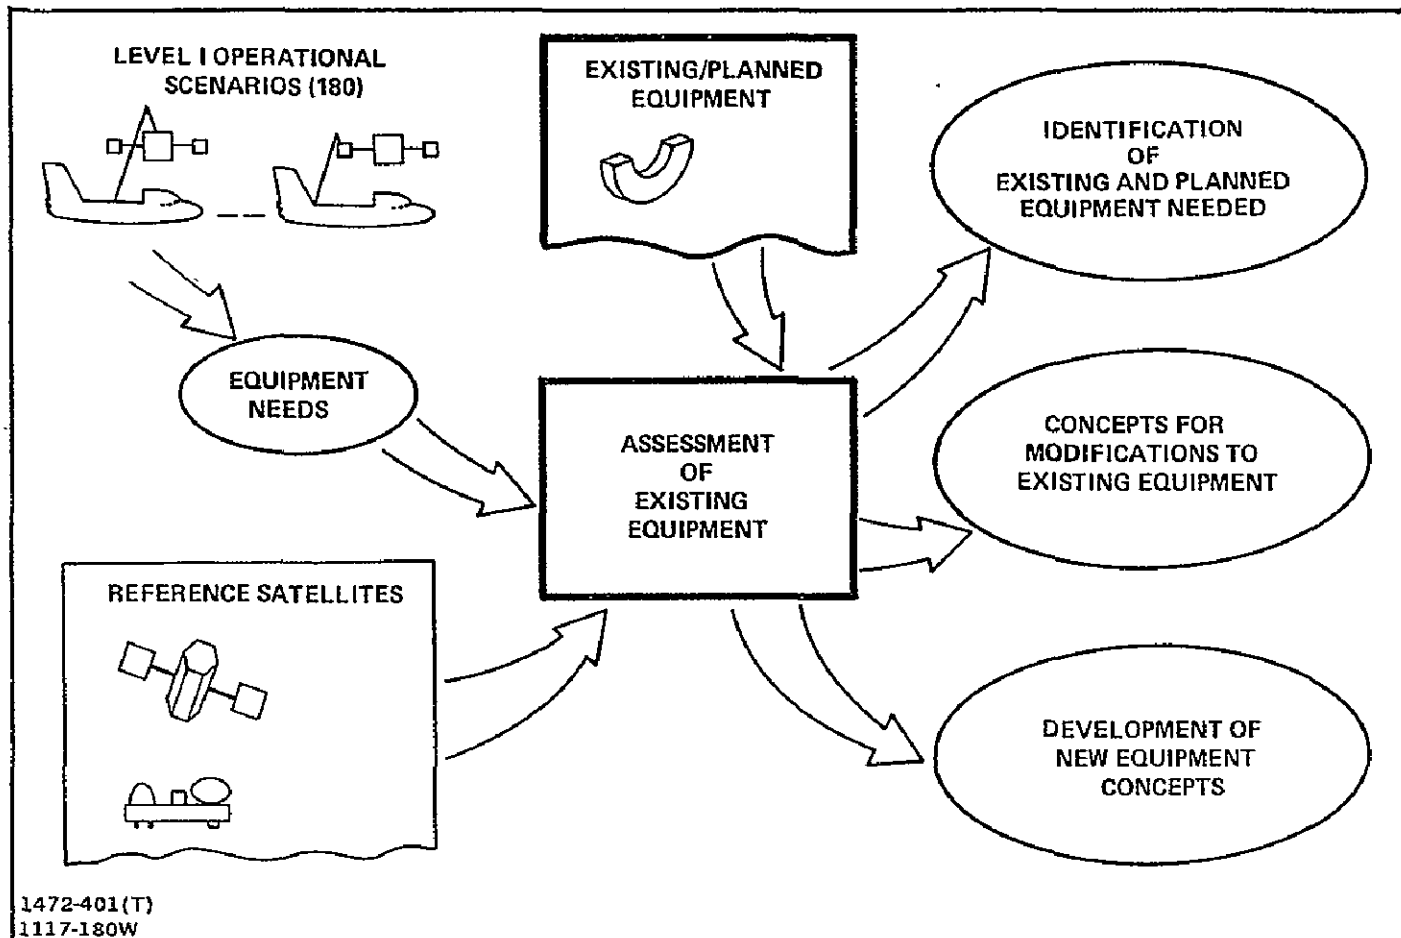 LEVEL I OPERATIONAL
SCENARIOS (180)
EXISTING/PLANNED
EQUIPMENT
IDENTIFICATION
OF
EXISTING AND PLANNED
EQUIPMENT NEEDED
EQUIPMENT
NEEDS
ASSESSMENT
OF
EXISTING
EQUIPMENT
CONCEPTS FOR
MODIFICATIONS TO
EXISTING EQUIPMENT
REFERENCE SATELLITES
DEVELOPMENT OF
NEW EQUIPMENT
CONCEPTS
1472-401(T)
1117-180W